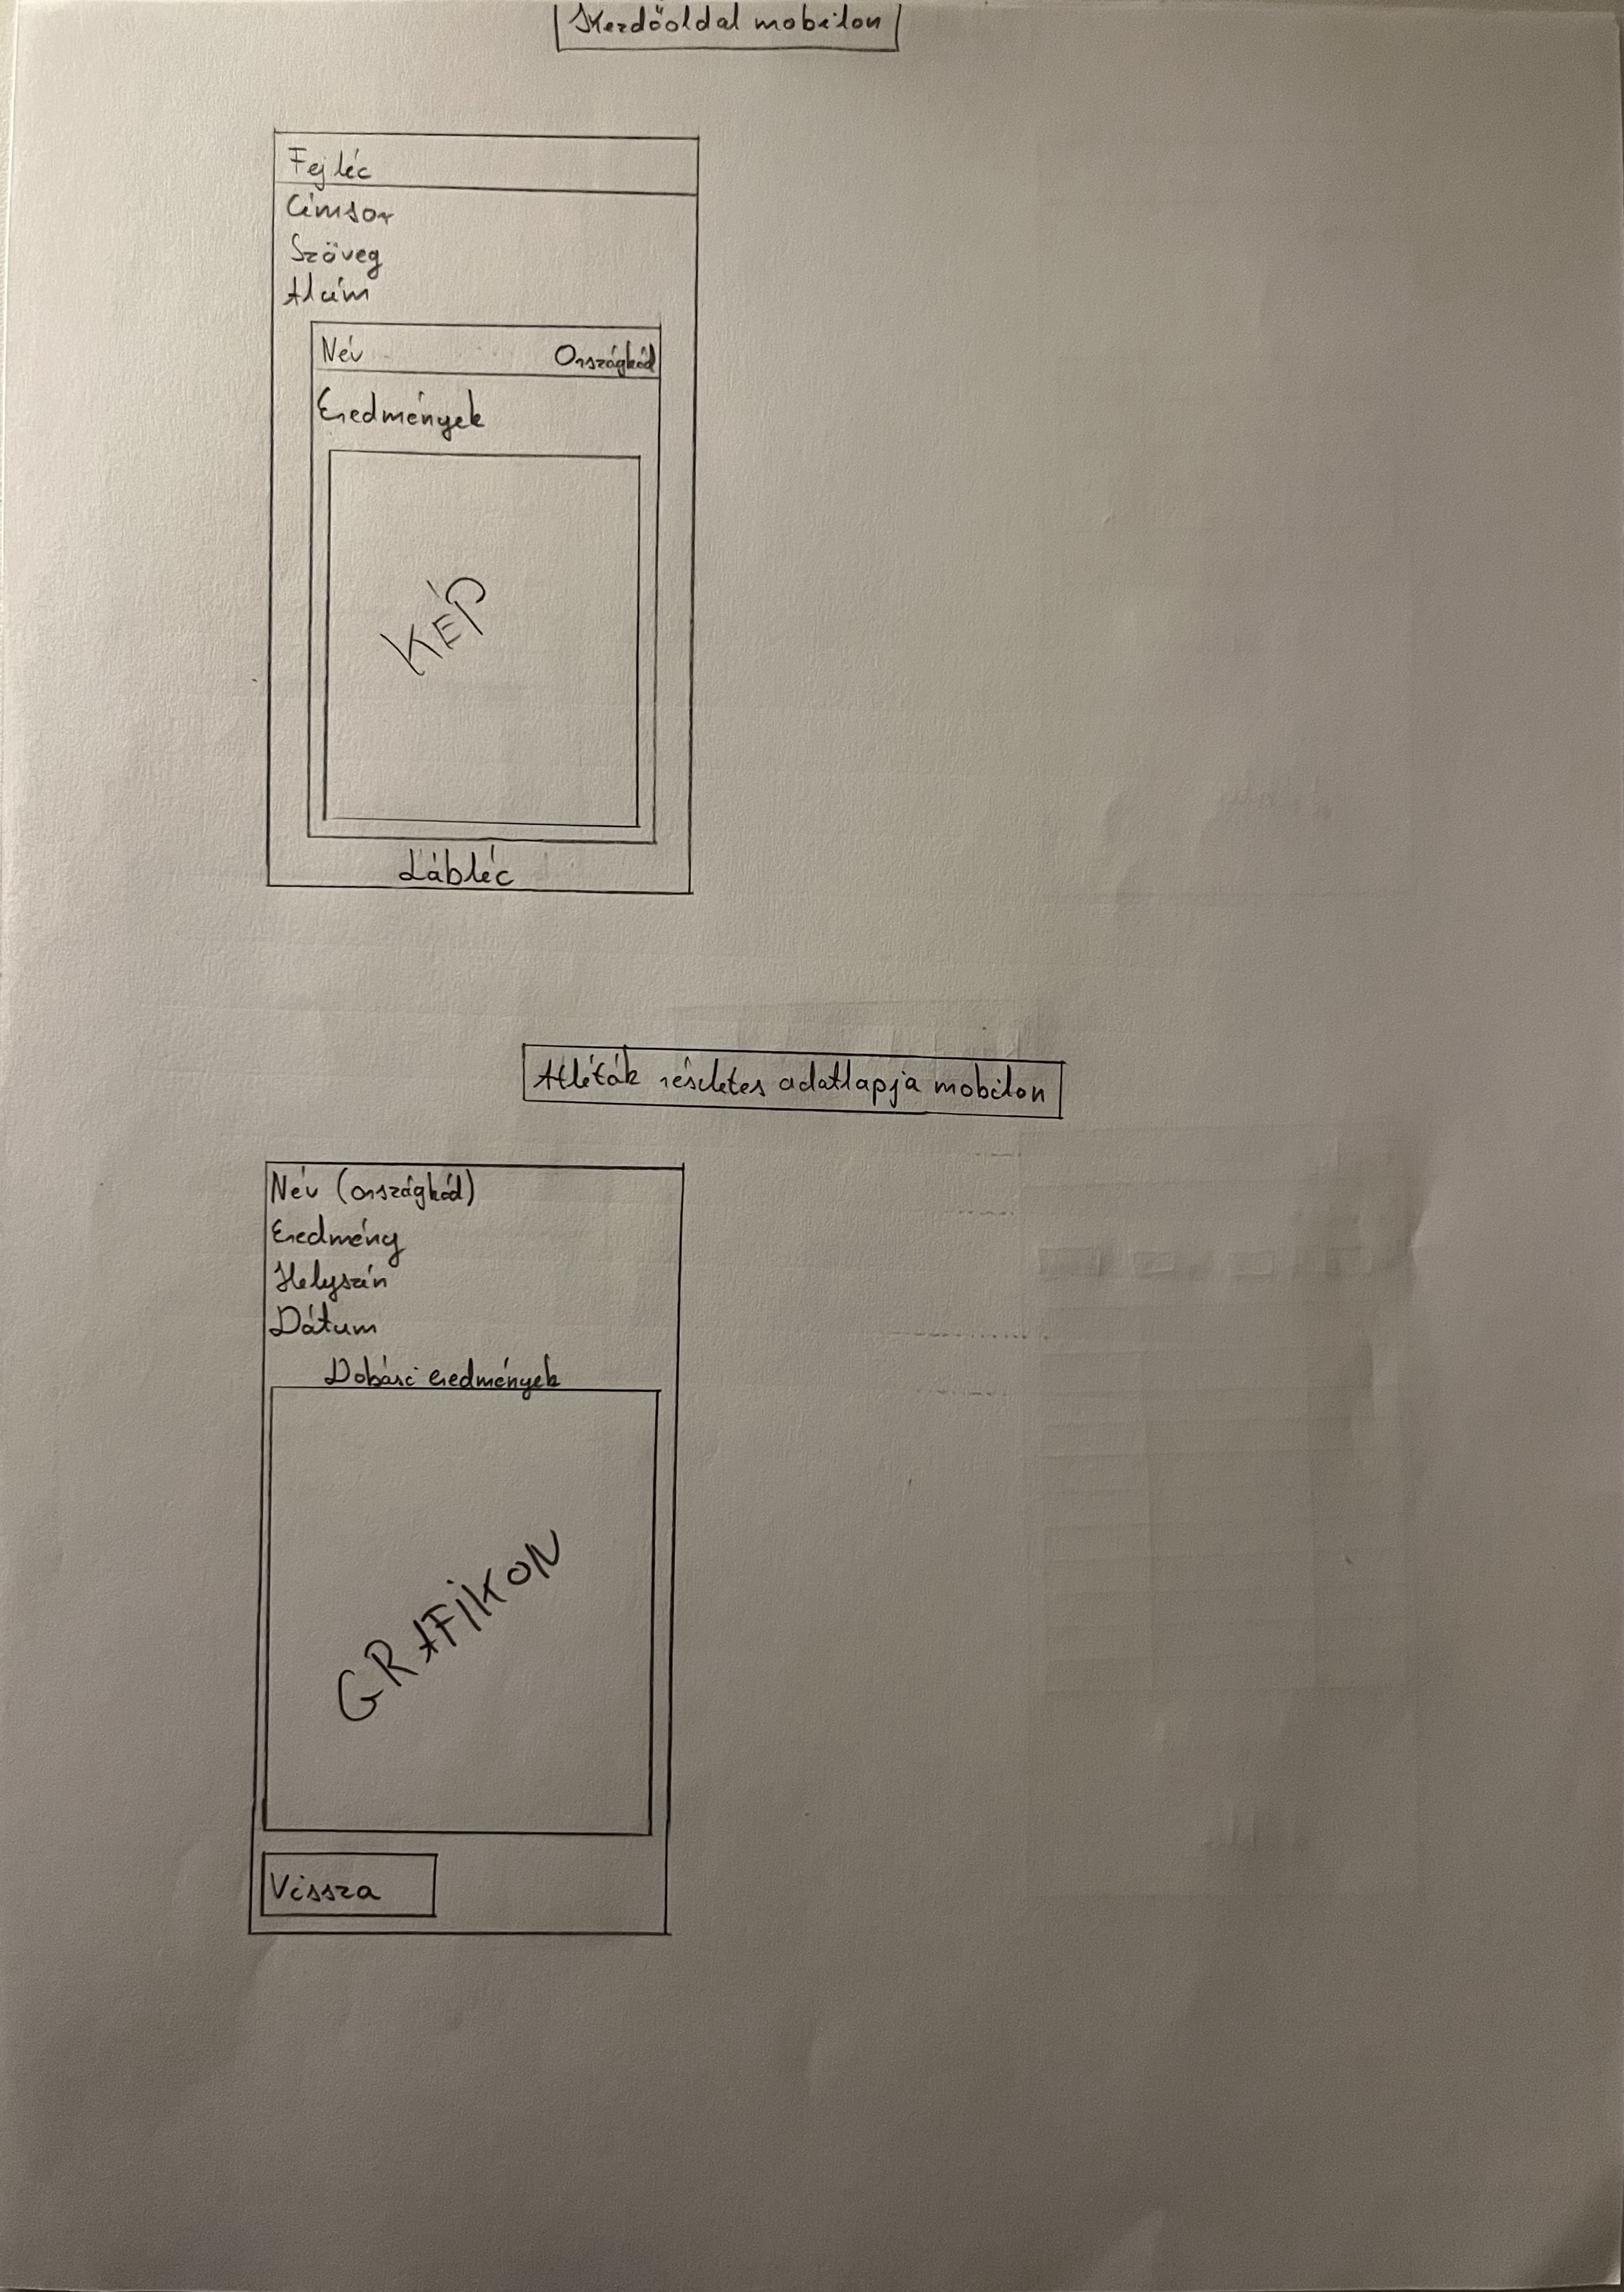 Kezdőoldal mobilon
Fejléc
Címsor
Szöveg
Alcím
Név Országkód
Eredmények
KÉP
Lábléc
Atléták részletes adatlapja mobilon
Név (országkód)
Eredmény
Helyszín
Dátum
Dobási eredmények
GRAFIKON
Vissza